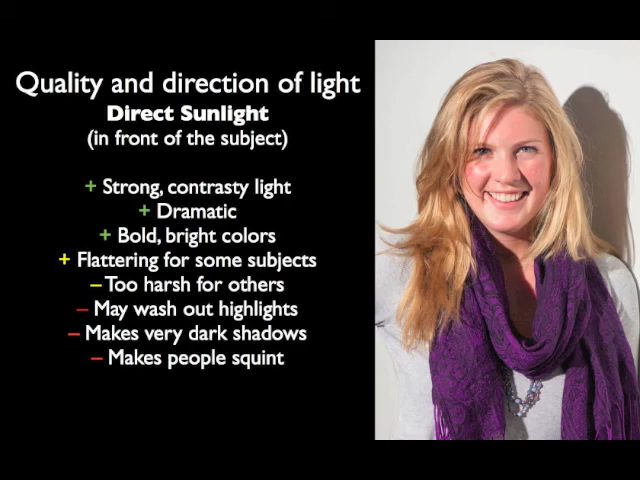 Quality and direction of light
Direct Sunlight
(in front of the subject)
+ Strong, contrasty light
+ Dramatic
+ Bold, bright colors
+ Flattering for some subjects
– Too harsh for others
– May wash out highlights
– Makes very dark shadows
– Makes people squint